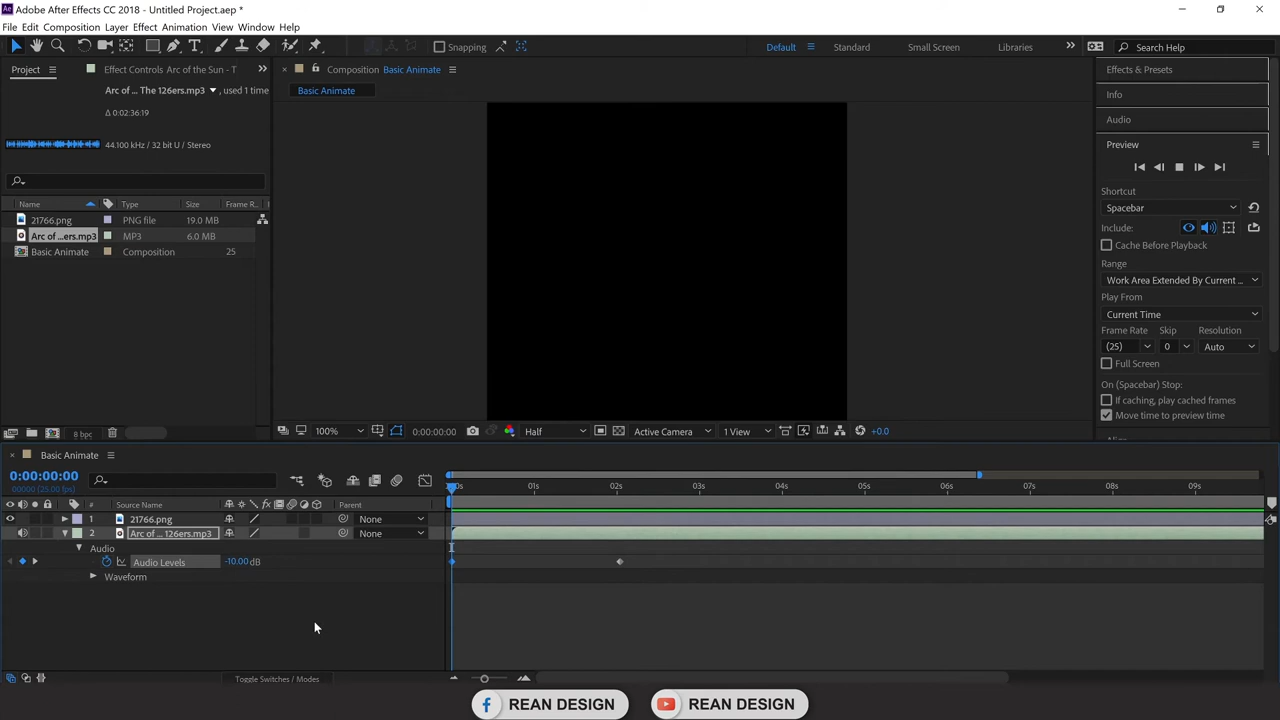 Adobe After Effects CC 2018 - Untitled Project.aep *
File Edit Composition Layer Effect Animation View Window Help
Snapping
Default
Standard
Small Screen
Libraries
Search Help
Project
Effect Controls Arc of the Sun - T
Composition Basic Animate
Effects & Presets
Arc of ... The 126ers.mp3 , used 1 time
Basic Animate
Info
Δ 0:02:36:19
Audio
44.100 kHz / 32 bit U / Stereo
Preview
Shortcut
Spacebar
Name Type Size Frame R...
21766.png PNG file 19.0 MB
Include:
Arc of ...ers.mp3 MP3 6.0 MB
Cache Before Playback
Basic Animate Composition 25
Range
Work Area Extended By Current ...
Play From
Current Time
Frame Rate Skip Resolution
(25) 0 Auto
Full Screen
On (Spacebar) Stop:
If caching, play cached frames
Move time to preview time
8 bpc
100%
0:00:00:00
Half
Active Camera
1 View
+0.0
Basic Animate
0:00:00:00
00000 (25.00 fps)
0s 01s 02s 03s 04s 05s 06s 07s 08s 09s
# Source Name Parent
1 21766.png None
2 Arc of ... 126ers.mp3 None
Audio
Audio Levels -10.00 dB
Waveform
Toggle Switches / Modes
f REAN DESIGN
REAN DESIGN